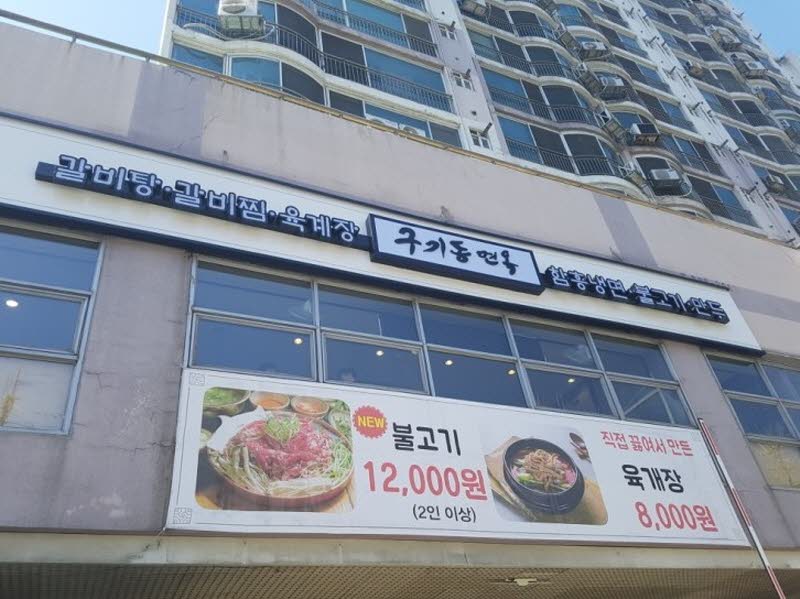 갈비탕·갈비찜·육계장 구기동면옥 함흥냉면·불고기·만두
NEW 불고기
12,000원
(2인 이상)
직접 끓여서 만든
육개장
8,000원